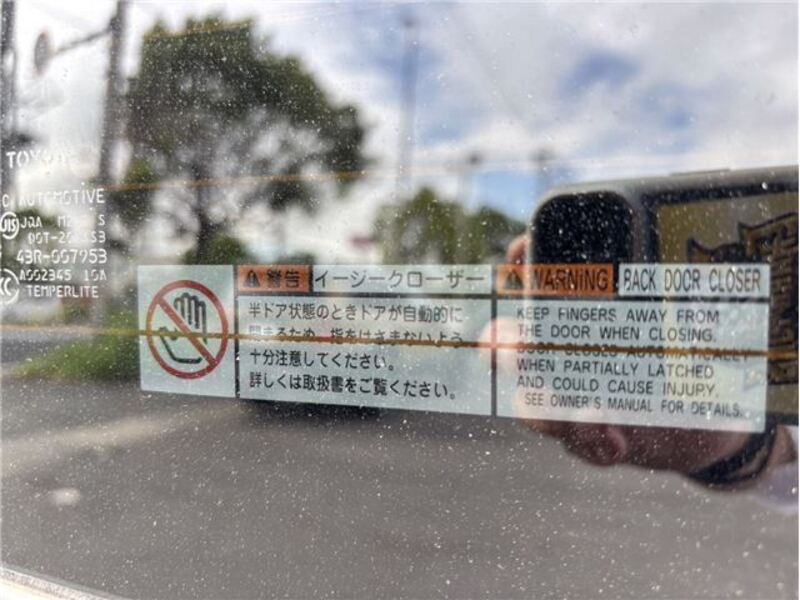 AUTOMOTIVE
JQA
43R-007953
A002345 10A
TEMPERLITE
警告 イージークローザー
半ドア状態のときドアが自動的に
閉まるため、指をはさまないよう
十分注意してください。
詳しくは取扱書をご覧ください。
WARNING BACK DOOR CLOSER
KEEP FINGERS AWAY FROM
THE DOOR WHEN CLOSING.
DOOR CLOSES AUTOMATICALLY
WHEN PARTIALLY LATCHED
AND COULD CAUSE INJURY.
SEE OWNER'S MANUAL FOR DETAILS.